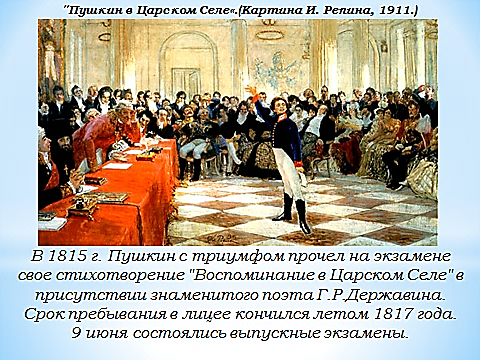 "Пушкин в Царском Селе«.(Картина И. Репина, 1911.)
В 1815 г. Пушкин с триумфом прочел на экзамене
свое стихотворение "Воспоминание в Царском Селе" в
присутствии знаменитого поэта Г.Р.Державина.
Срок пребывания в лицее кончился летом 1817 года.
9 июня состоялись выпускные экзамены.